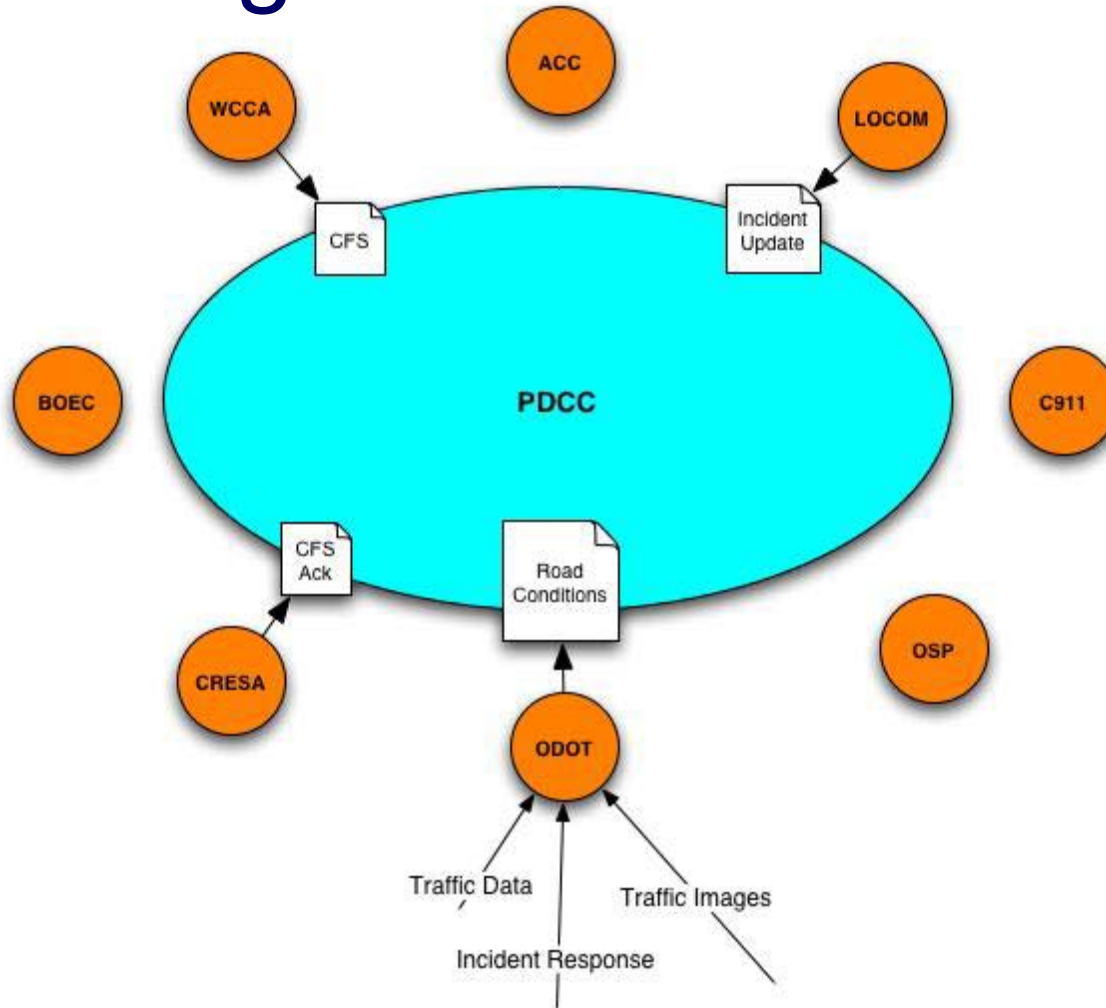 ACC
WCCA
LOCOM
CFS
Incident
Update
BOEC
PDCC
C911
CFS
Ack
Road
Conditions
CRESA
OSP
ODOT
Traffic Data
Traffic Images
Incident Response